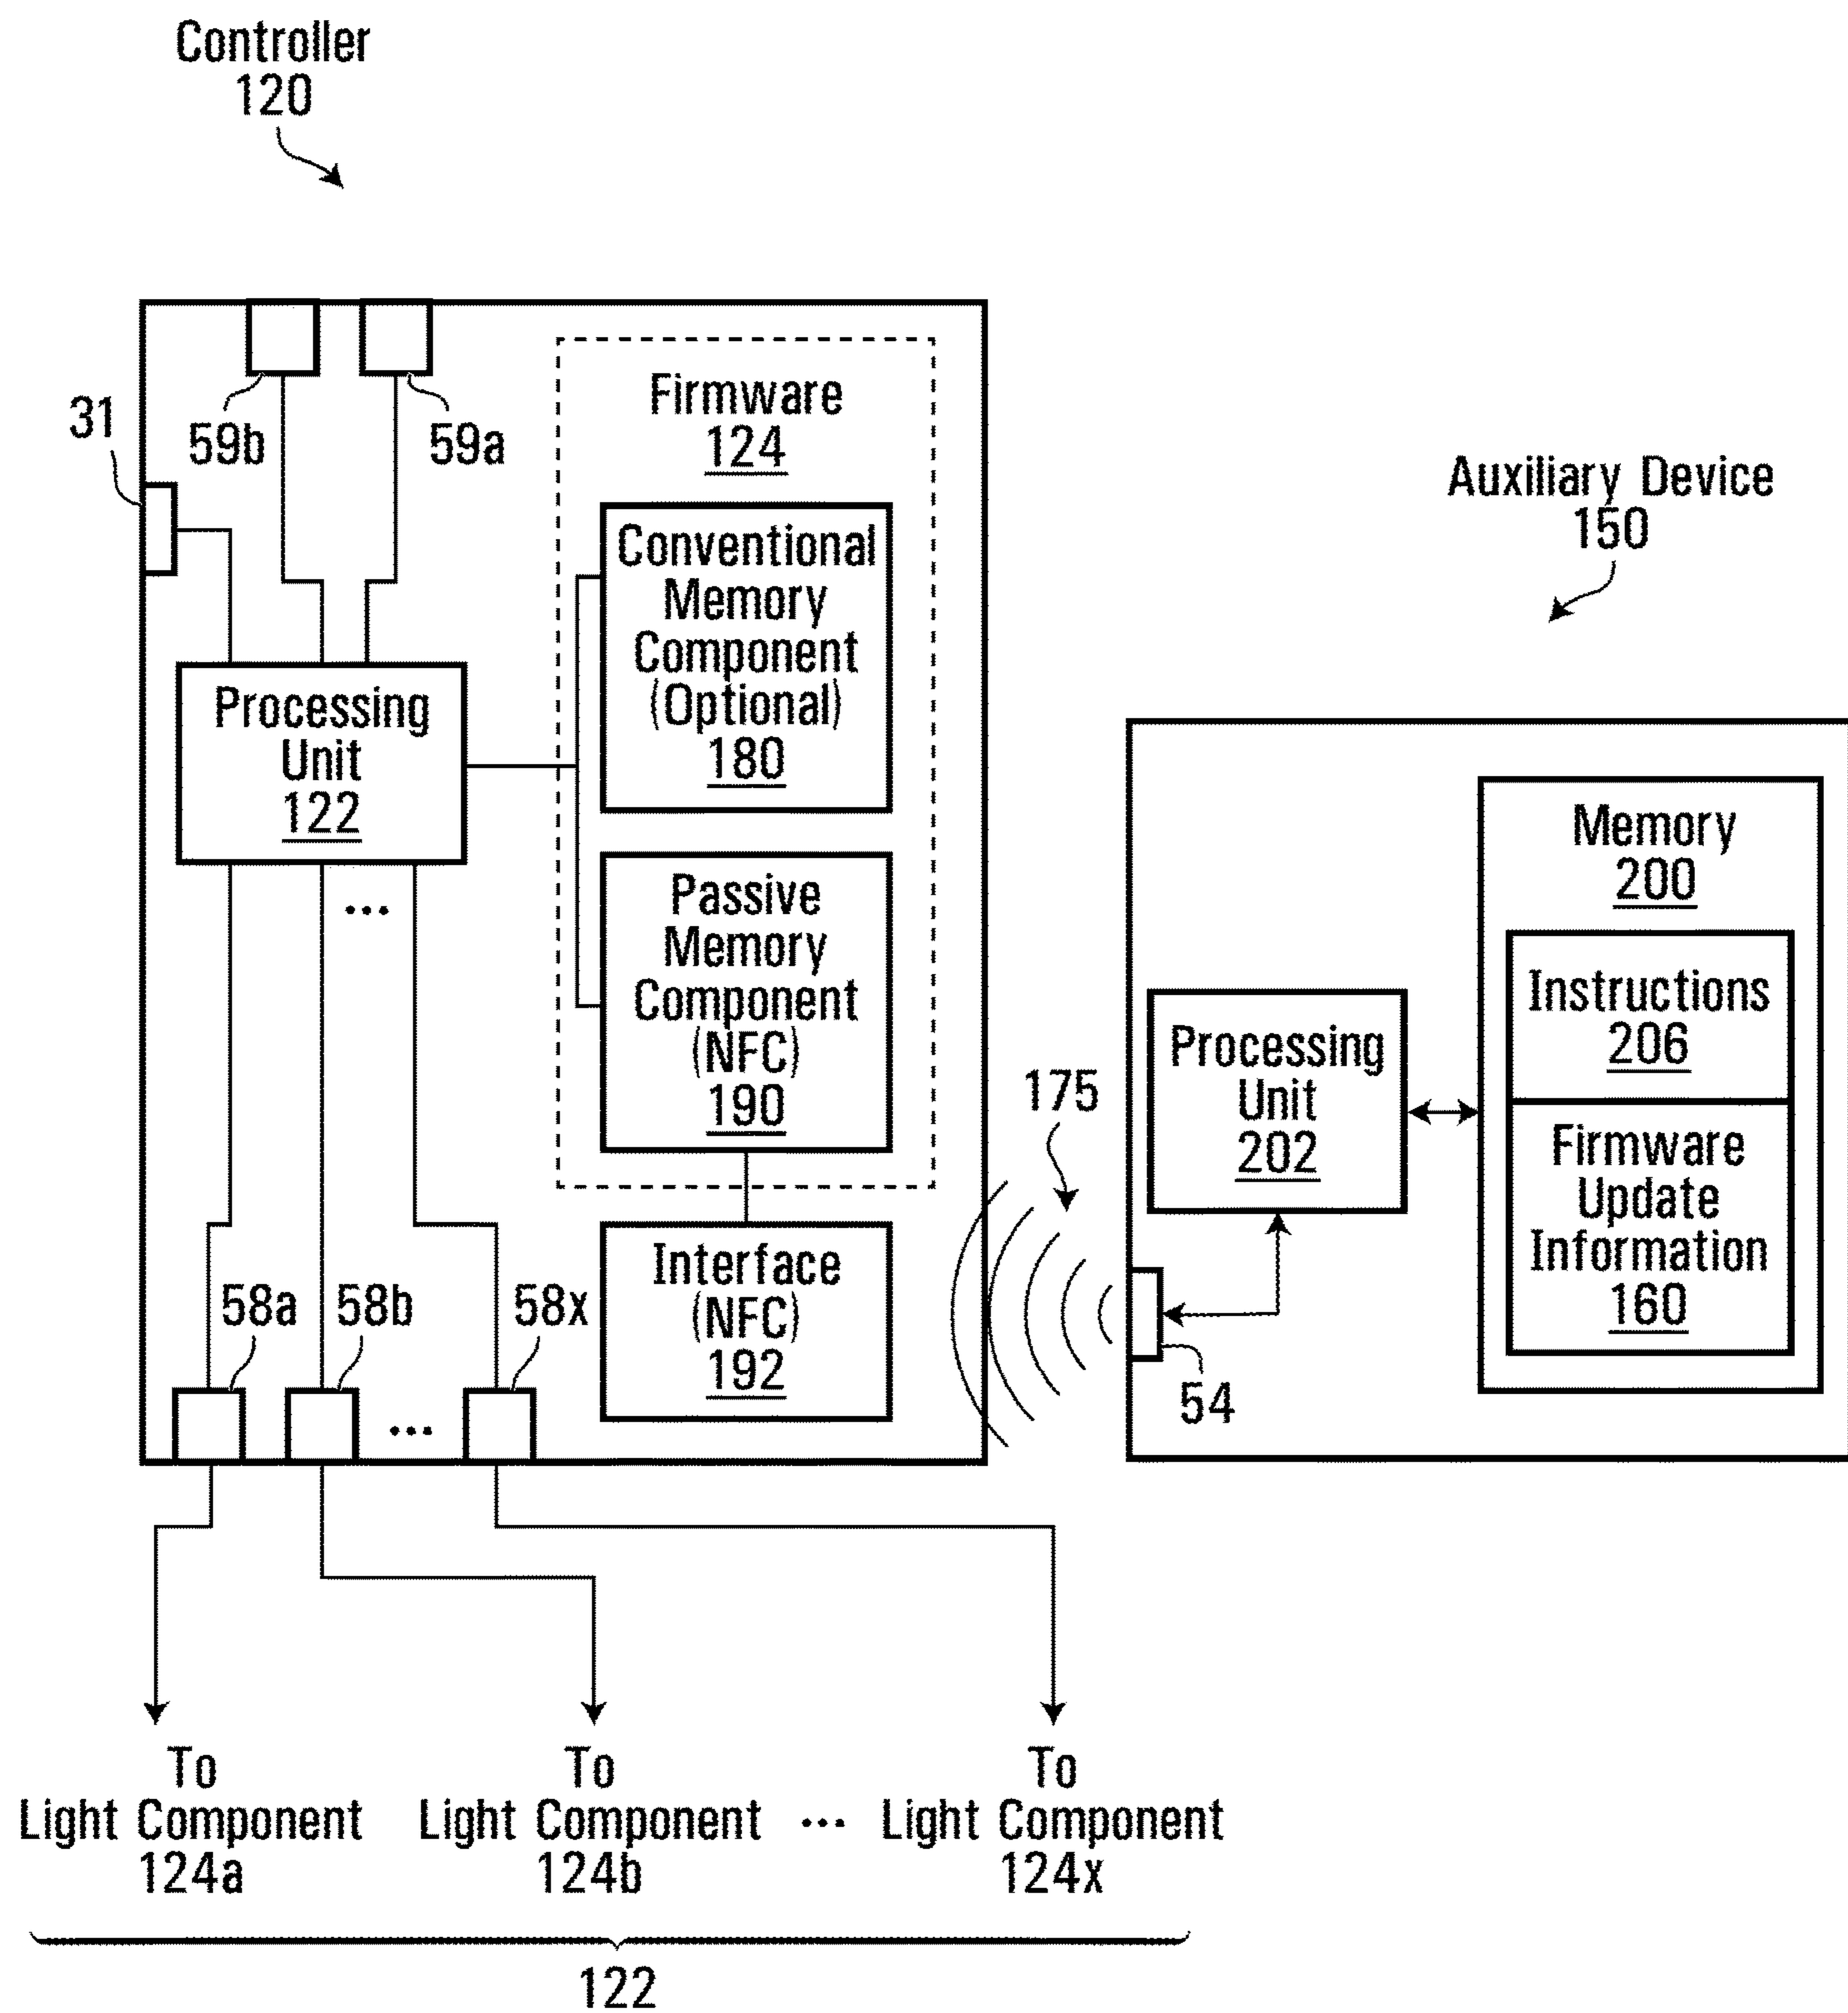 Controller
120
31
59b
59a
Firmware
124
Conventional
Memory
Component
(Optional)
180
Processing
Unit
122
...
Passive
Memory
Component
(NFC)
190
Interface
(NFC)
192
58a
58b
58x
...
175
Auxiliary Device
150
Memory
200
Instructions
206
Firmware
Update
Information
160
Processing
Unit
202
54
To
Light Component
124a
To
Light Component
124b
...
To
Light Component
124x
122